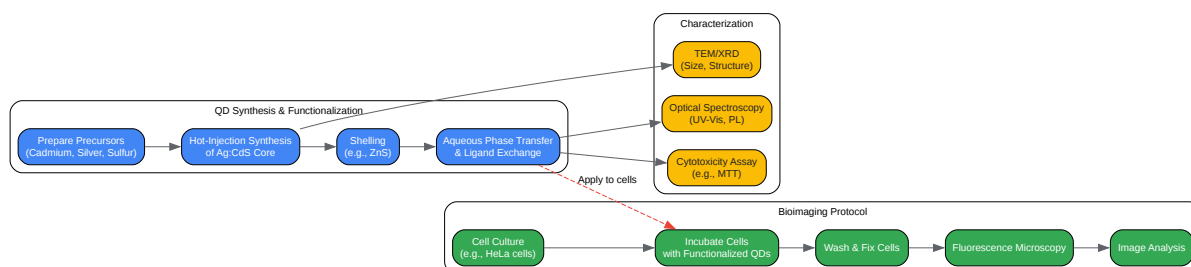 Characterization
TEM/XRD
(Size, Structure)
QD Synthesis & Functionalization
Optical Spectroscopy
(UV-Vis, PL)
Prepare Precursors
(Cadmium, Silver, Sulfur)
Hot-Injection Synthesis
of Ag:CdS Core
Shelling
(e.g., ZnS)
Aqueous Phase Transfer
& Ligand Exchange
Cytotoxicity Assay
(e.g., MTT)
Apply to cells
Bioimaging Protocol
Cell Culture
(e.g., HeLa cells)
Incubate Cells
with Functionalized QDs
Wash & Fix Cells
Fluorescence Microscopy
Image Analysis